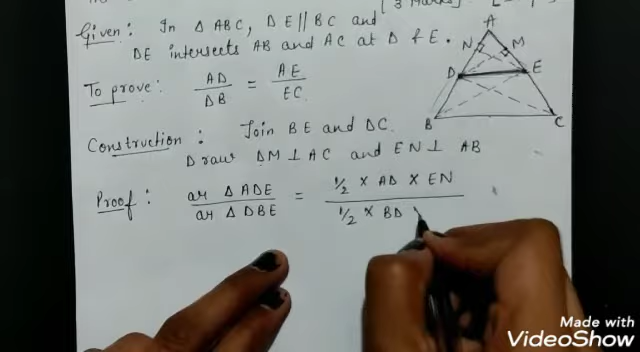 [3 Marks]
Given: In Δ ABC, DE || BC and
DE intersects AB and AC at D & E.
To prove: AD/DB = AE/EC
Construction: Join BE and DC.
Draw DM ⊥ AC and EN ⊥ AB
Proof: ar Δ ADE / ar Δ DBE = 1/2 × AD × EN / 1/2 × BD
A
N M
D E
B C
Made with
VideoShow